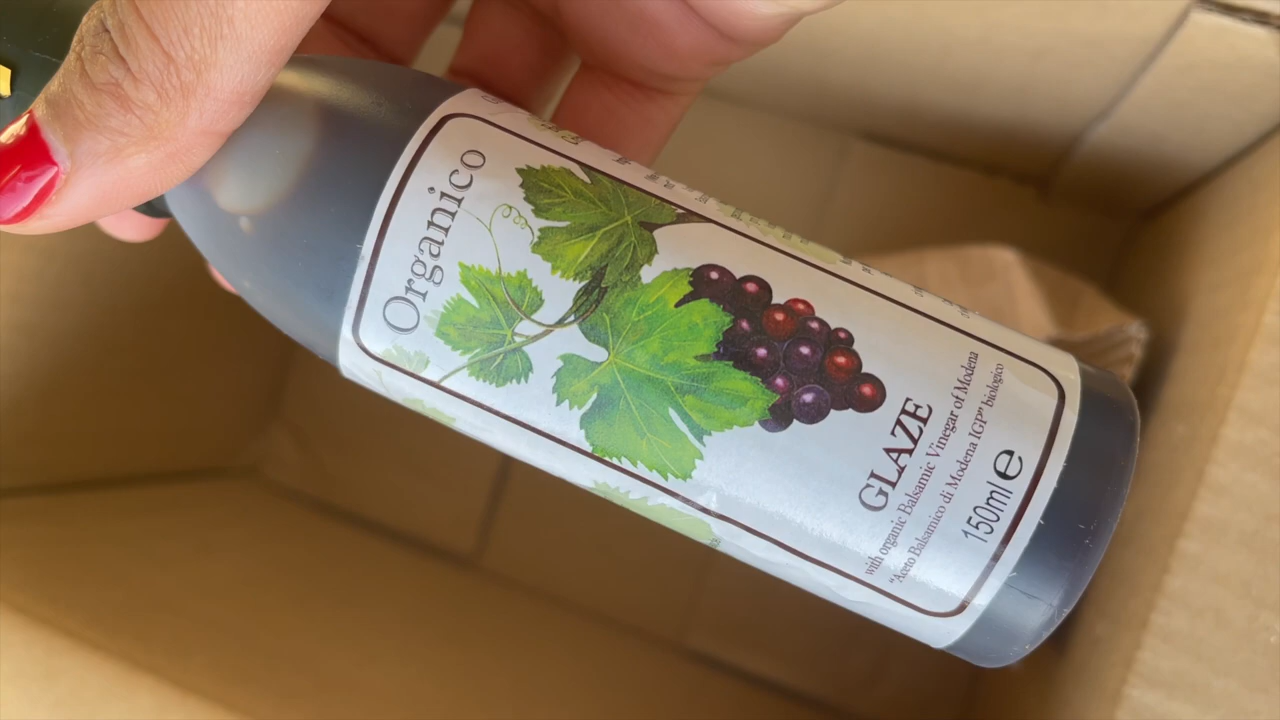 Organico
GLAZE
with organic Balsamic Vinegar of Modena
"Aceto Balsamico di Modena IGP" biologico
150ml e